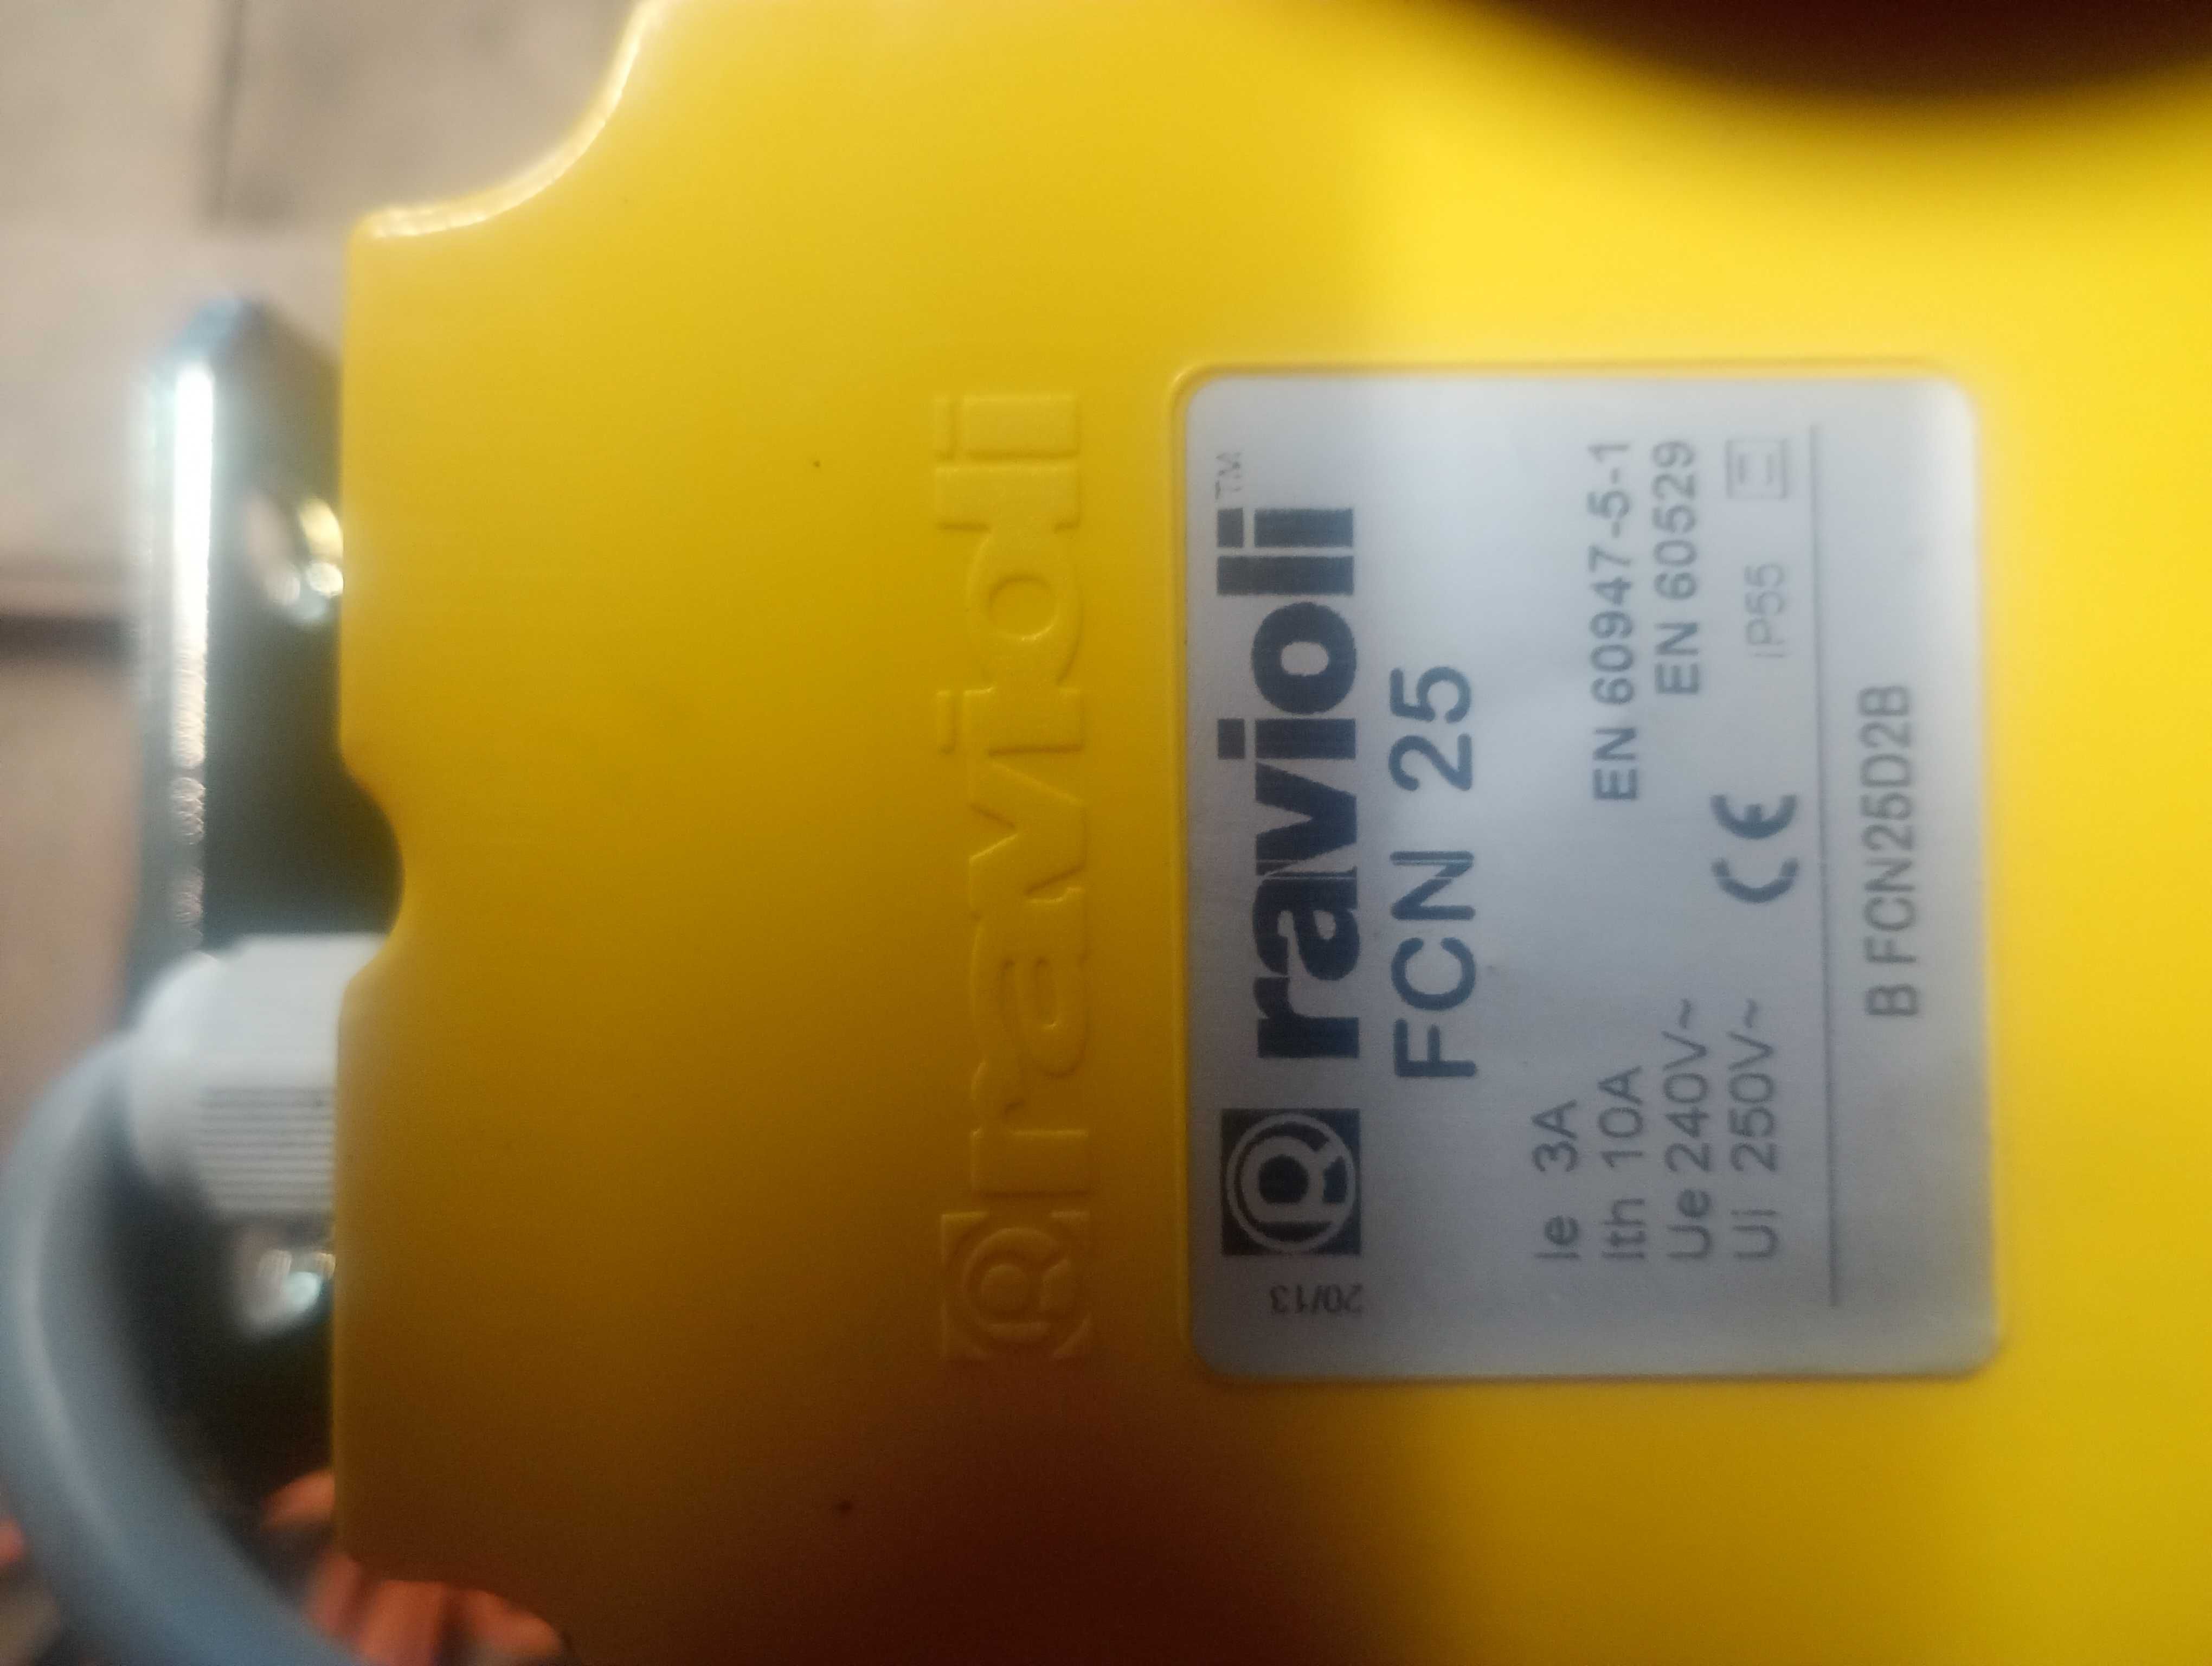 ravioli
20/13
R ravioli™
FCN 25
Ie 3A
Ith 10A
Ue 240V~
Ui 250V~
EN 60947-5-1
EN 60529
CE IP55
B FCN25D2B